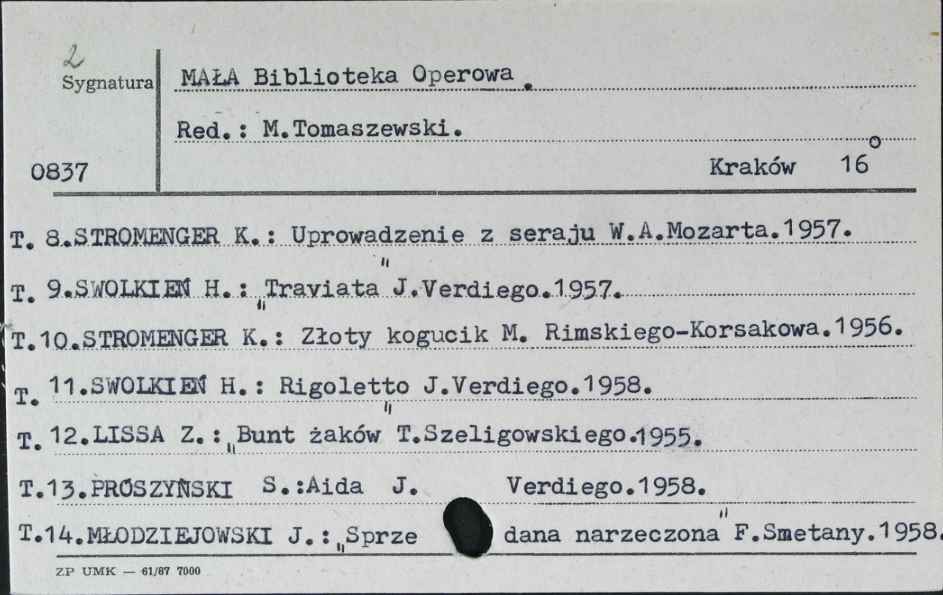 2
Sygnatura
MAŁA Biblioteka Operowa.
Red.: M.Tomaszewski.
0837
Kraków 16°
T. 8.STROMENGER K.: Uprowadzenie z seraju W.A.Mozarta.1957.
T. 9.SWOLKIEŃ H.: „Traviata" J.Verdiego.1957.
T.10.STROMENGER K.: Złoty kogucik M. Rimskiego-Korsakowa.1956.
T. 11.SWOLKIEŃ H.: Rigoletto J.Verdiego.1958.
T. 12.LISSA Z.: „Bunt żaków" T.Szeligowskiego.1955.
T.13.PRÓSZYŃSKI S.:Aida J. Verdiego.1958.
T.14.MŁODZIEJOWSKI J.: „Sprze dana narzeczona" F.Smetany.1958.
ZP UMK — 61/87 7000